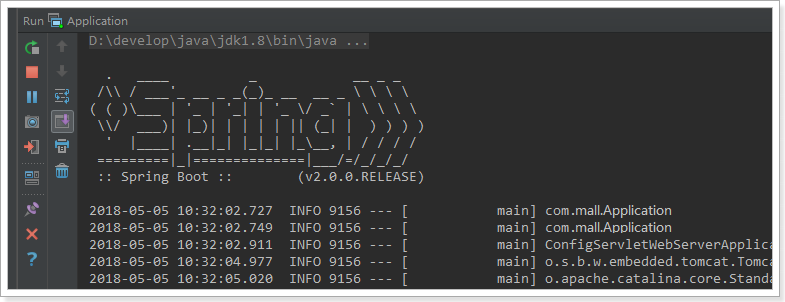 Run Application
D:\develop\java\jdk1.8\bin\java ...
  .   ____          _            __ _ _
 /\\ / ___'_ __ _ _(_)_ __  __ _ \ \ \ \
( ( )\___ | '_ | '_| | '_ \/ _` | \ \ \ \
 \\/  ___)| |_)| | | | | || (_| |  ) ) ) )
  '  |____| .__|_| |_|_| |_\__, | / / / /
 =========|_|==============|___/=/_/_/_/
 :: Spring Boot ::        (v2.0.0.RELEASE)
2018-05-05 10:32:02.727  INFO 9156 --- [           main] com.mall.Application
2018-05-05 10:32:02.749  INFO 9156 --- [           main] com.mall.Application
2018-05-05 10:32:02.911  INFO 9156 --- [           main] ConfigServletWebServerApplica
2018-05-05 10:32:04.977  INFO 9156 --- [           main] o.s.b.w.embedded.tomcat.Tomca
2018-05-05 10:32:05.020  INFO 9156 --- [           main] o.apache.catalina.core.Standa